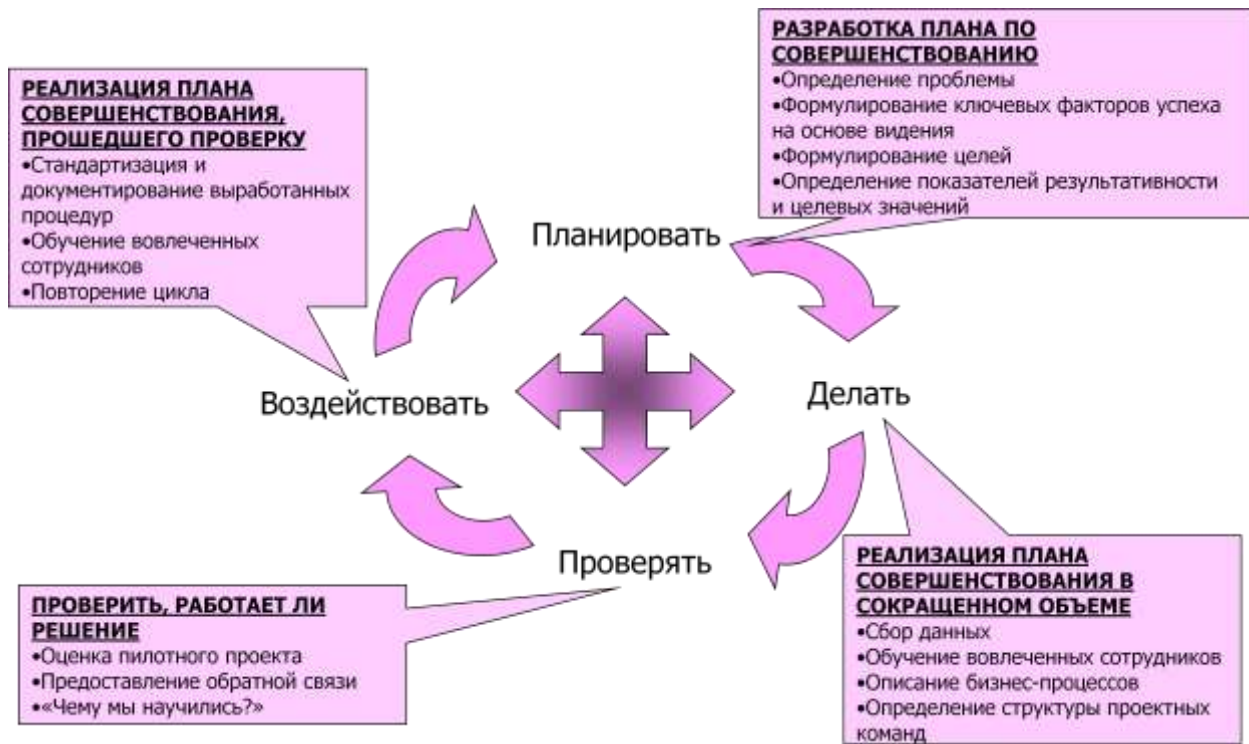 РАЗРАБОТКА ПЛАНА ПО
СОВЕРШЕНСТВОВАНИЮ
•Определение проблемы
•Формулирование ключевых факторов успеха
на основе видения
•Формулирование целей
•Определение показателей результативности
и целевых значений
РЕАЛИЗАЦИЯ ПЛАНА
СОВЕРШЕНСТВОВАНИЯ,
ПРОШЕДШЕГО ПРОВЕРКУ
•Стандартизация и
документирование выработанных
процедур
•Обучение вовлеченных
сотрудников
•Повторение цикла
Планировать
Воздействовать
Делать
Проверять
ПРОВЕРИТЬ, РАБОТАЕТ ЛИ
РЕШЕНИЕ
•Оценка пилотного проекта
•Предоставление обратной связи
•«Чему мы научились?»
РЕАЛИЗАЦИЯ ПЛАНА
СОВЕРШЕНСТВОВАНИЯ В
СОКРАЩЕННОМ ОБЪЕМЕ
•Сбор данных
•Обучение вовлеченных сотрудников
•Описание бизнес-процессов
•Определение структуры проектных
команд